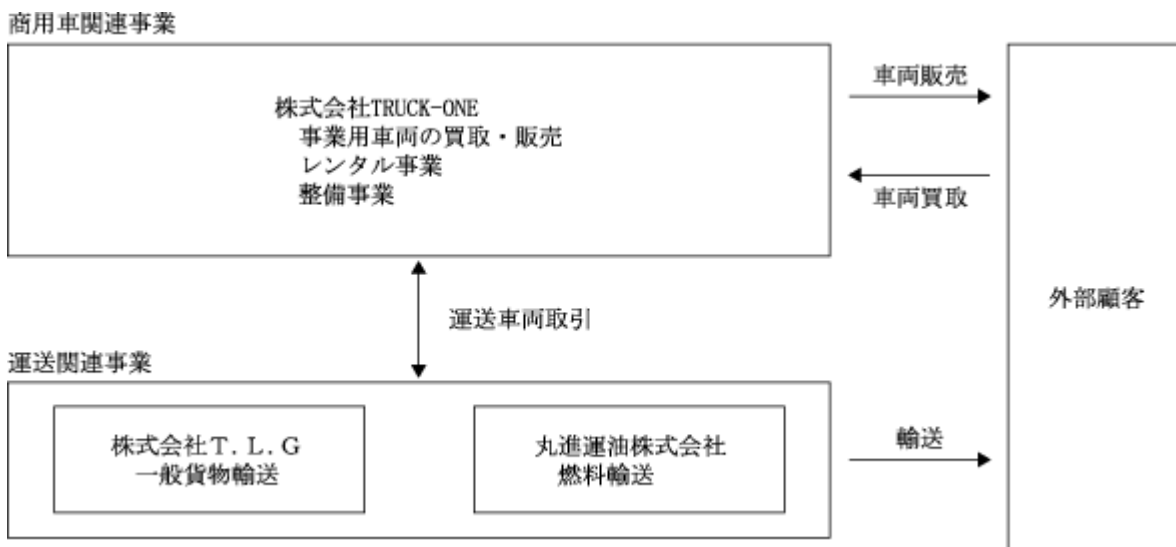 商用車関連事業
株式会社TRUCK-ONE
事業用車両の買取・販売
レンタル事業
整備事業
車両販売
車両買取
外部顧客
運送車両取引
運送関連事業
株式会社Ｔ．Ｌ．Ｇ
一般貨物輸送
丸進運油株式会社
燃料輸送
輸送